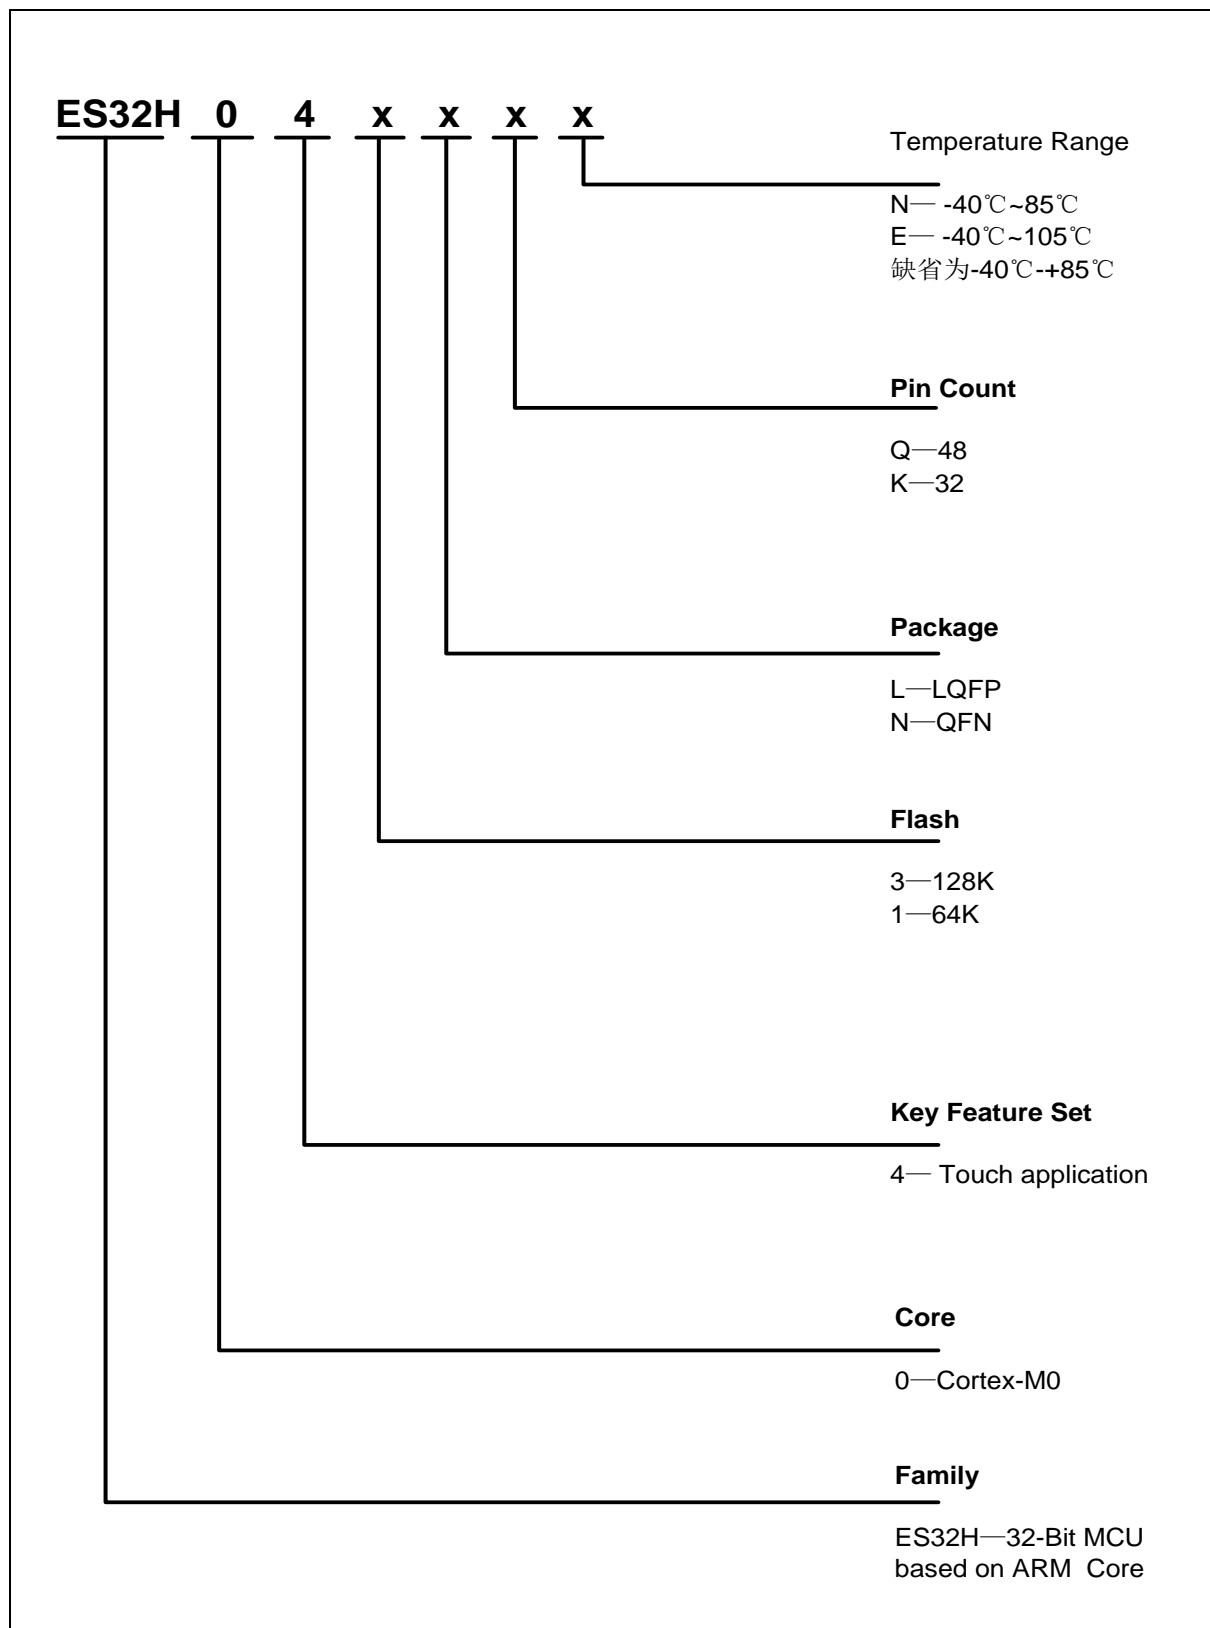 ES32H 0 4 x x x x
Temperature Range
N— -40℃~85℃
E— -40℃~105℃
缺省为-40℃-+85℃
Pin Count
Q—48
K—32
Package
L—LQFP
N—QFN
Flash
3—128K
1—64K
Key Feature Set
4— Touch application
Core
0—Cortex-M0
Family
ES32H—32-Bit MCU
based on ARM Core